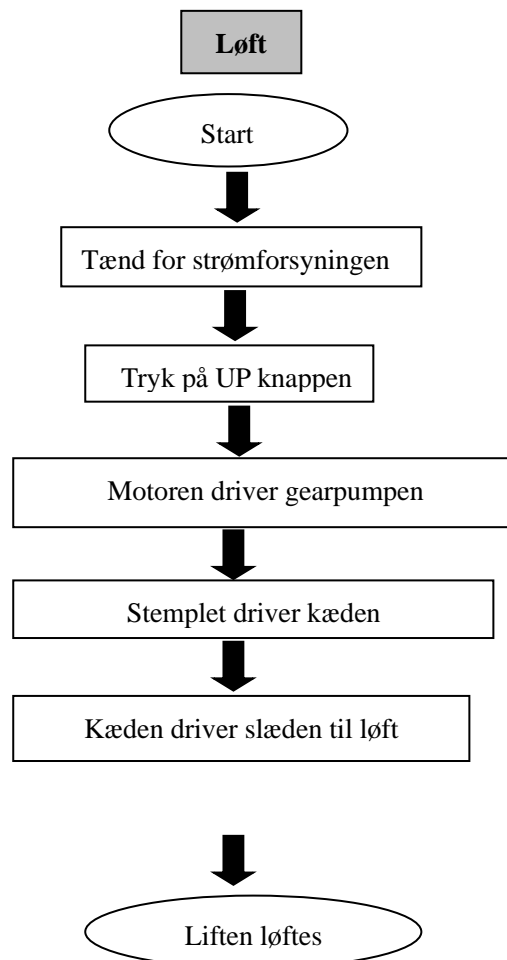 Løft
Start
Tænd for strømforsyningen
Tryk på UP knappen
Motoren driver gearpumpen
Stemplet driver kæden
Kæden driver slæden til løft
Liften løftes